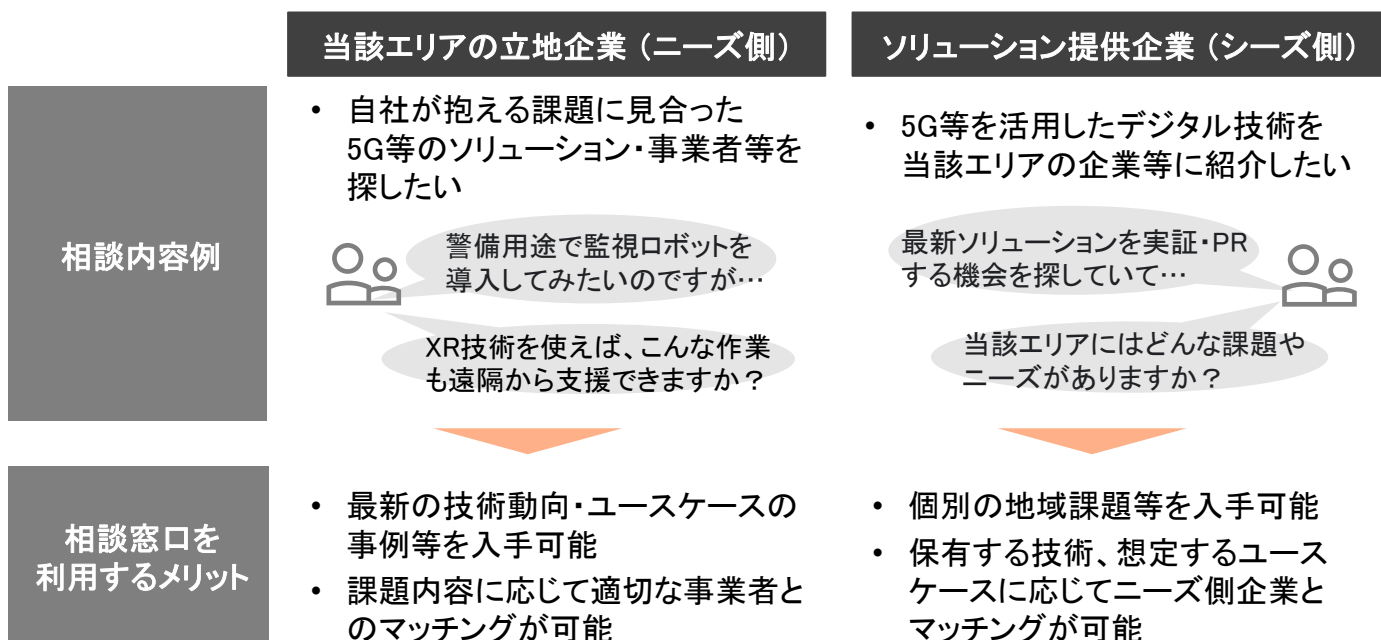 当該エリアの立地企業（ニーズ側）
ソリューション提供企業（シーズ側）
相談内容例
• 自社が抱える課題に見合った
5G等のソリューション・事業者等を
探したい
警備用途で監視ロボットを
導入してみたいのですが…
XR技術を使えば、こんな作業
も遠隔から支援できますか？
• 5G等を活用したデジタル技術を
当該エリアの企業等に紹介したい
最新ソリューションを実証・PR
する機会を探していて…
当該エリアにはどんな課題や
ニーズがありますか？
相談窓口を
利用するメリット
• 最新の技術動向・ユースケースの
事例等を入手可能
• 課題内容に応じて適切な事業者と
のマッチングが可能
• 個別の地域課題等を入手可能
• 保有する技術、想定するユース
ケースに応じてニーズ側企業と
マッチングが可能